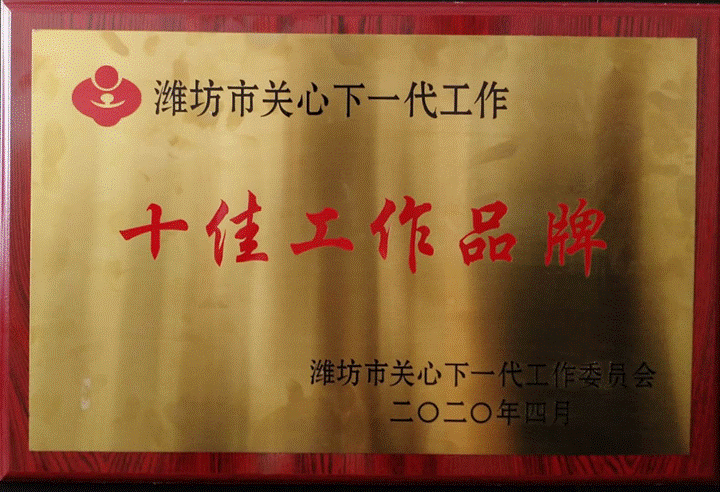 潍坊市关心下一代工作
十佳工作品牌
潍坊市关心下一代工作委员会
二〇二〇年四月